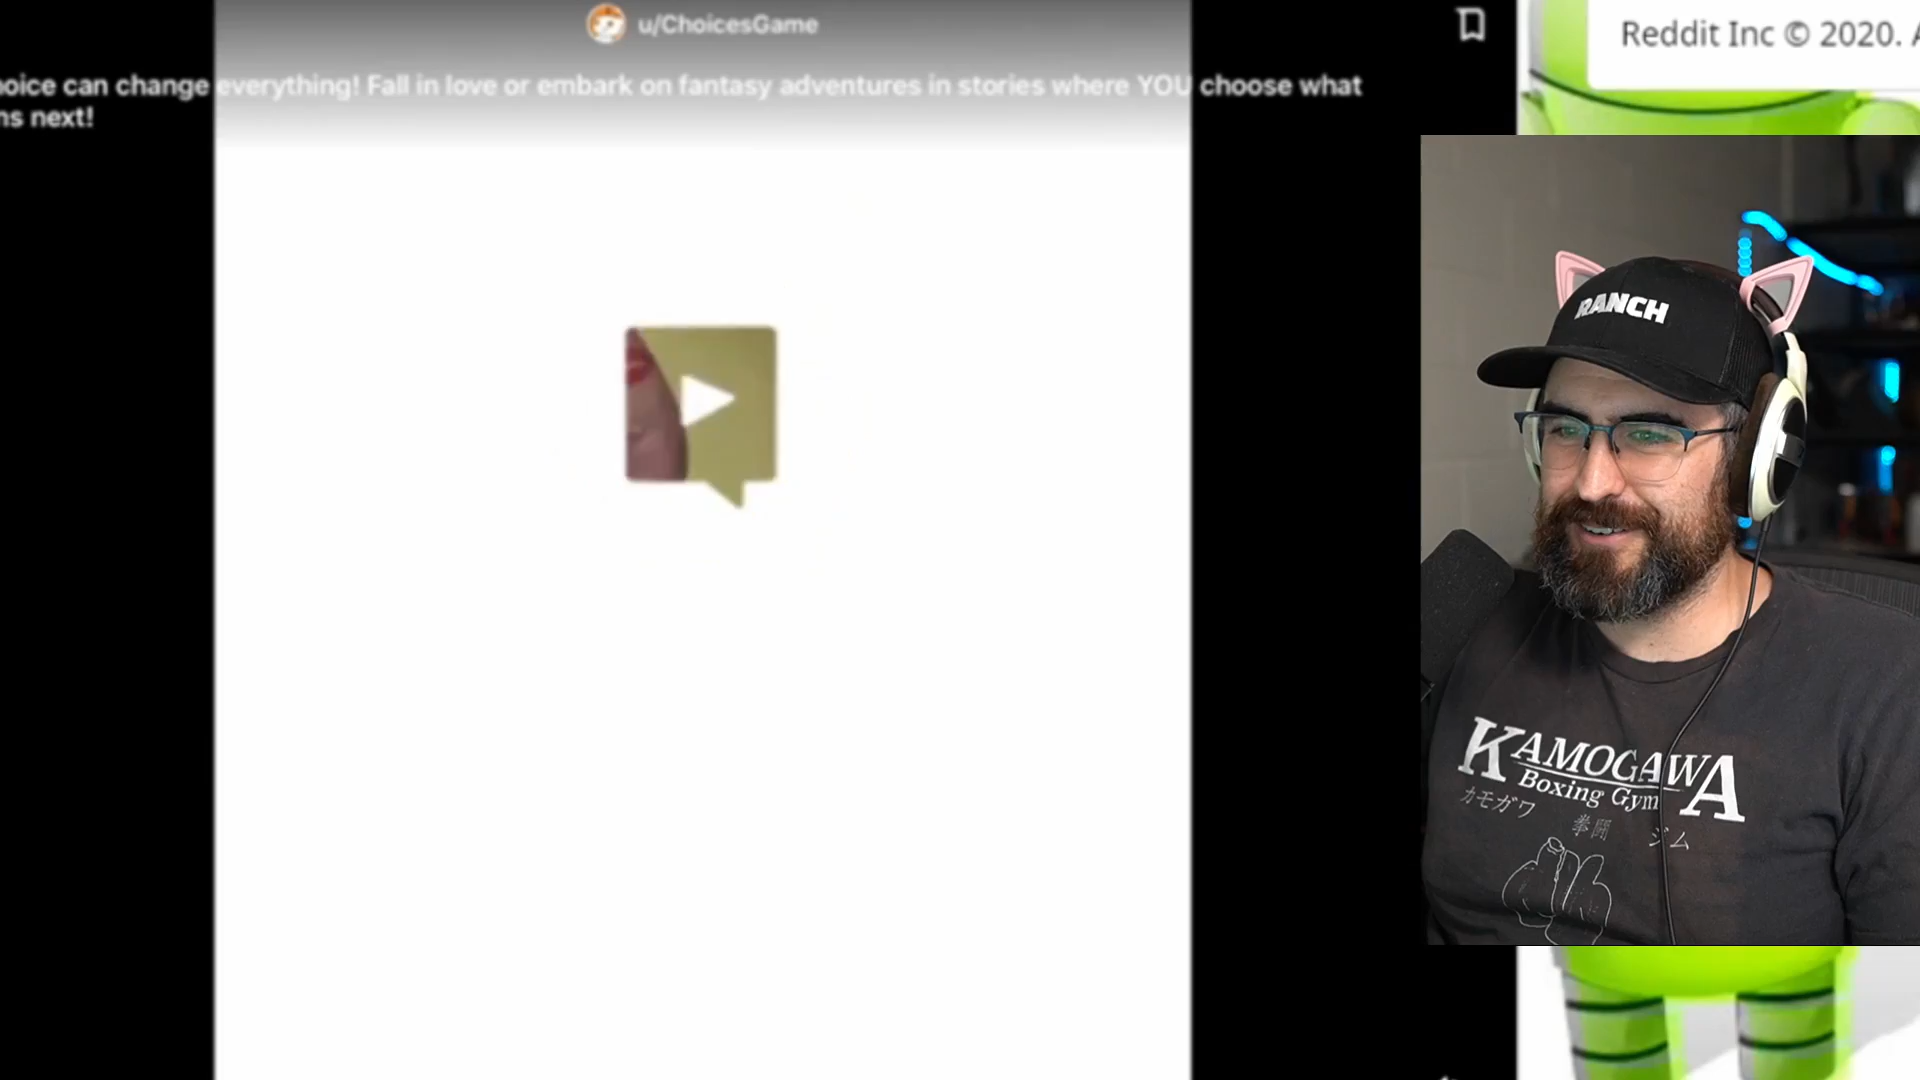 u/ChoicesGame
Reddit Inc © 2020.
oice can change everything! Fall in love or embark on fantasy adventures in stories where YOU choose what
ns next!
RANCH
KAMOGAWA
Boxing Gym
カモガワ 拳闘 ジム